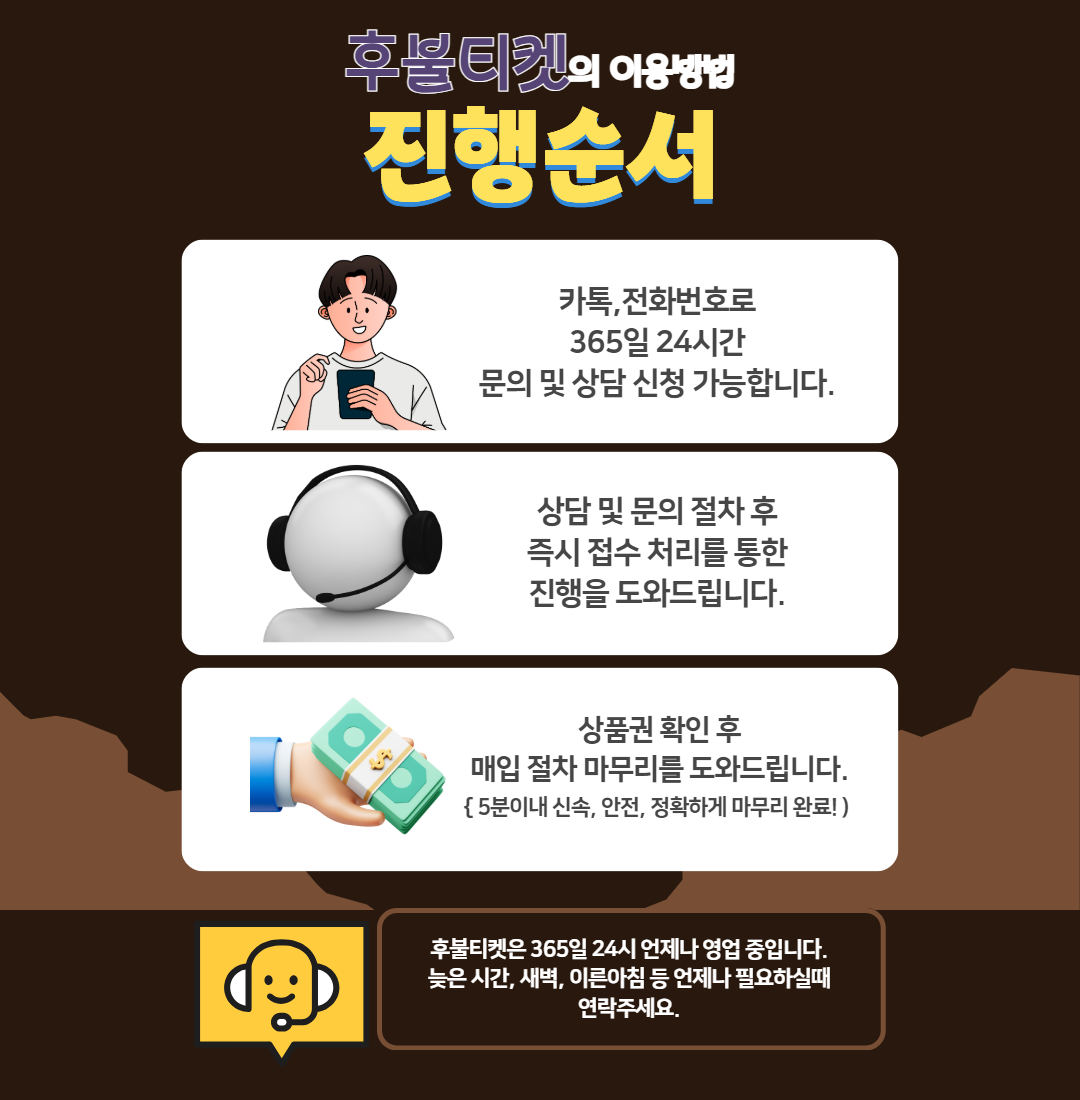 후불티켓의 이용방법
진행순서
카톡,전화번호로
365일 24시간
문의 및 상담 신청 가능합니다.
상담 및 문의 절차 후
즉시 접수 처리를 통한
진행을 도와드립니다.
상품권 확인 후
매입 절차 마무리를 도와드립니다.
{ 5분이내 신속, 안전, 정확하게 마무리 완료! )
후불티켓은 365일 24시 언제나 영업 중입니다.
늦은 시간, 새벽, 이른아침 등 언제나 필요하실때
연락주세요.